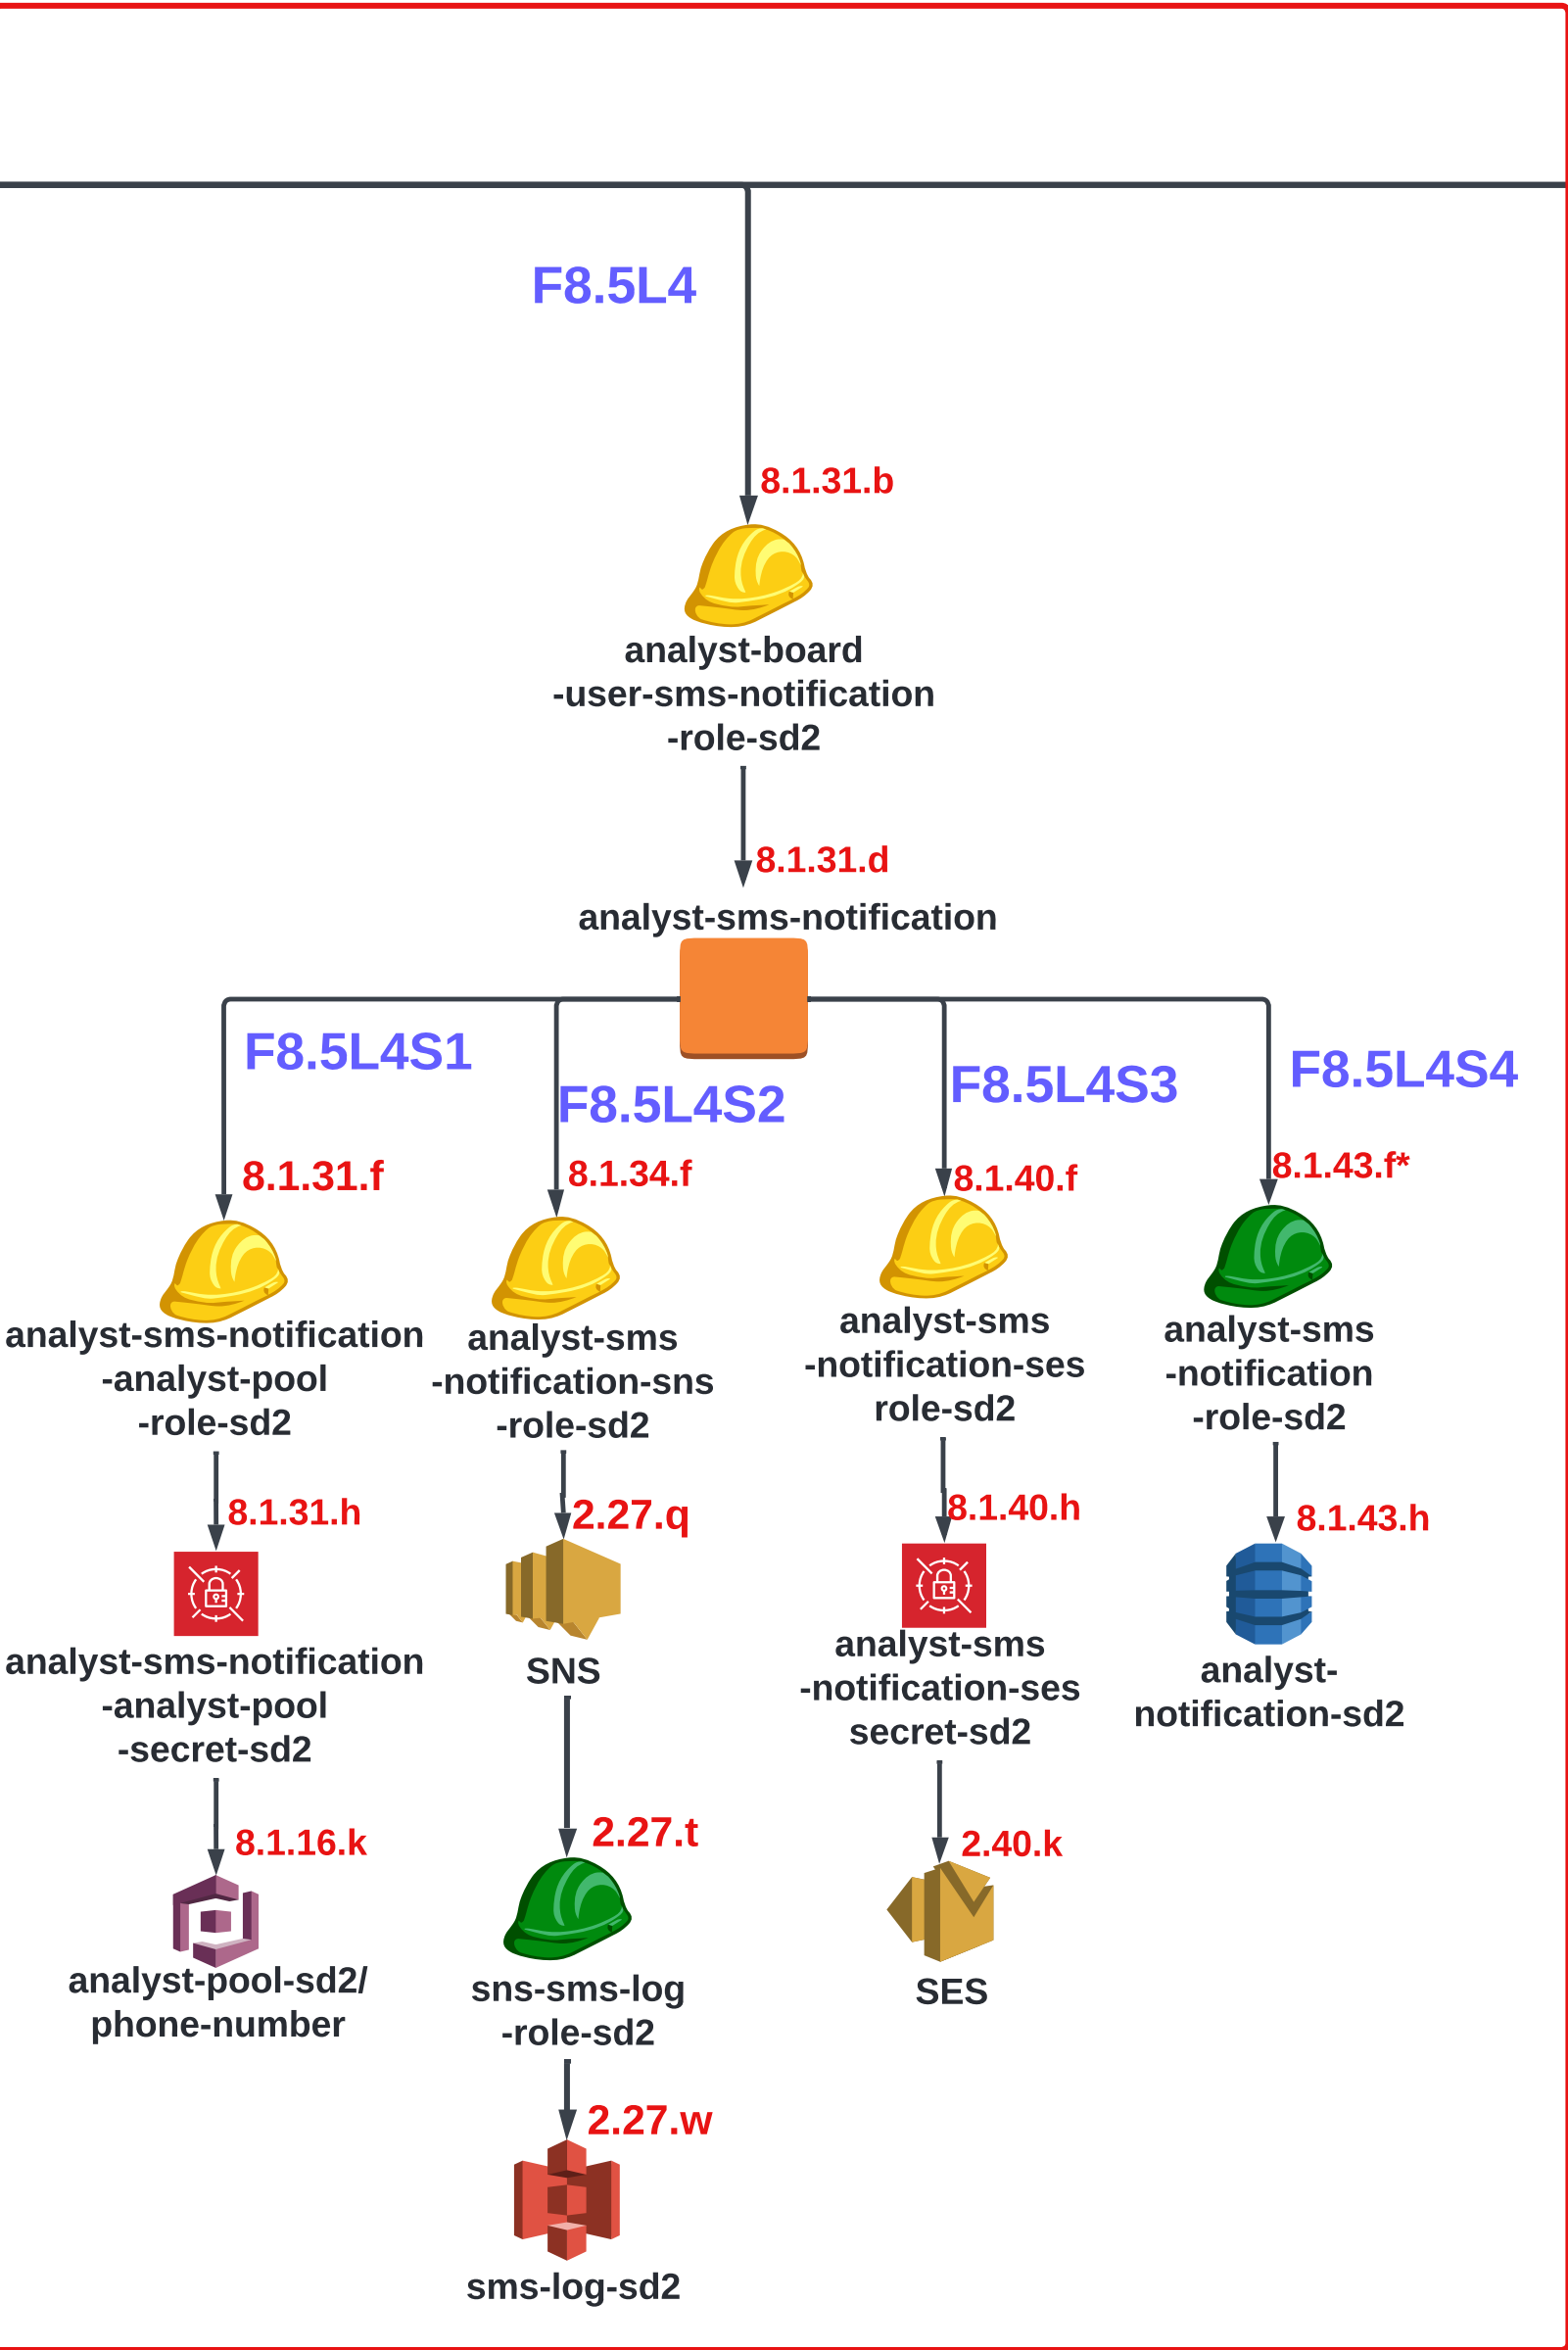 F8.5L4
8.1.31.b
analyst-board
-user-sms-notification
-role-sd2
8.1.31.d
analyst-sms-notification
F8.5L4S1
F8.5L4S2
F8.5L4S3
F8.5L4S4
8.1.31.f
analyst-sms-notification
-analyst-pool
-role-sd2
8.1.31.h
analyst-sms-notification
-analyst-pool
-secret-sd2
8.1.16.k
analyst-pool-sd2/
phone-number
8.1.34.f
analyst-sms
-notification-sns
-role-sd2
2.27.q
SNS
2.27.t
sns-sms-log
-role-sd2
2.27.w
sms-log-sd2
8.1.40.f
analyst-sms
-notification-ses
role-sd2
8.1.40.h
analyst-sms
-notification-ses
secret-sd2
2.40.k
SES
8.1.43.f*
analyst-sms
-notification
-role-sd2
8.1.43.h
analyst-
notification-sd2